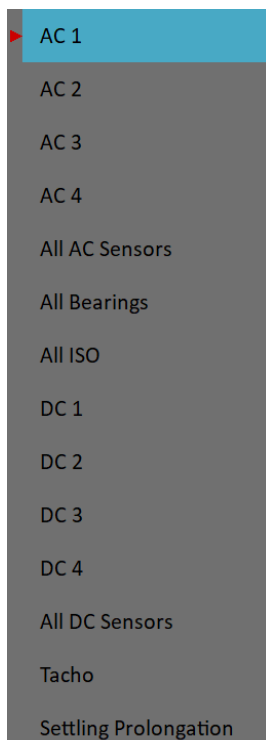 AC 1
AC 2
AC 3
AC 4
All AC Sensors
All Bearings
All ISO
DC 1
DC 2
DC 3
DC 4
All DC Sensors
Tacho
Settling Prolongation